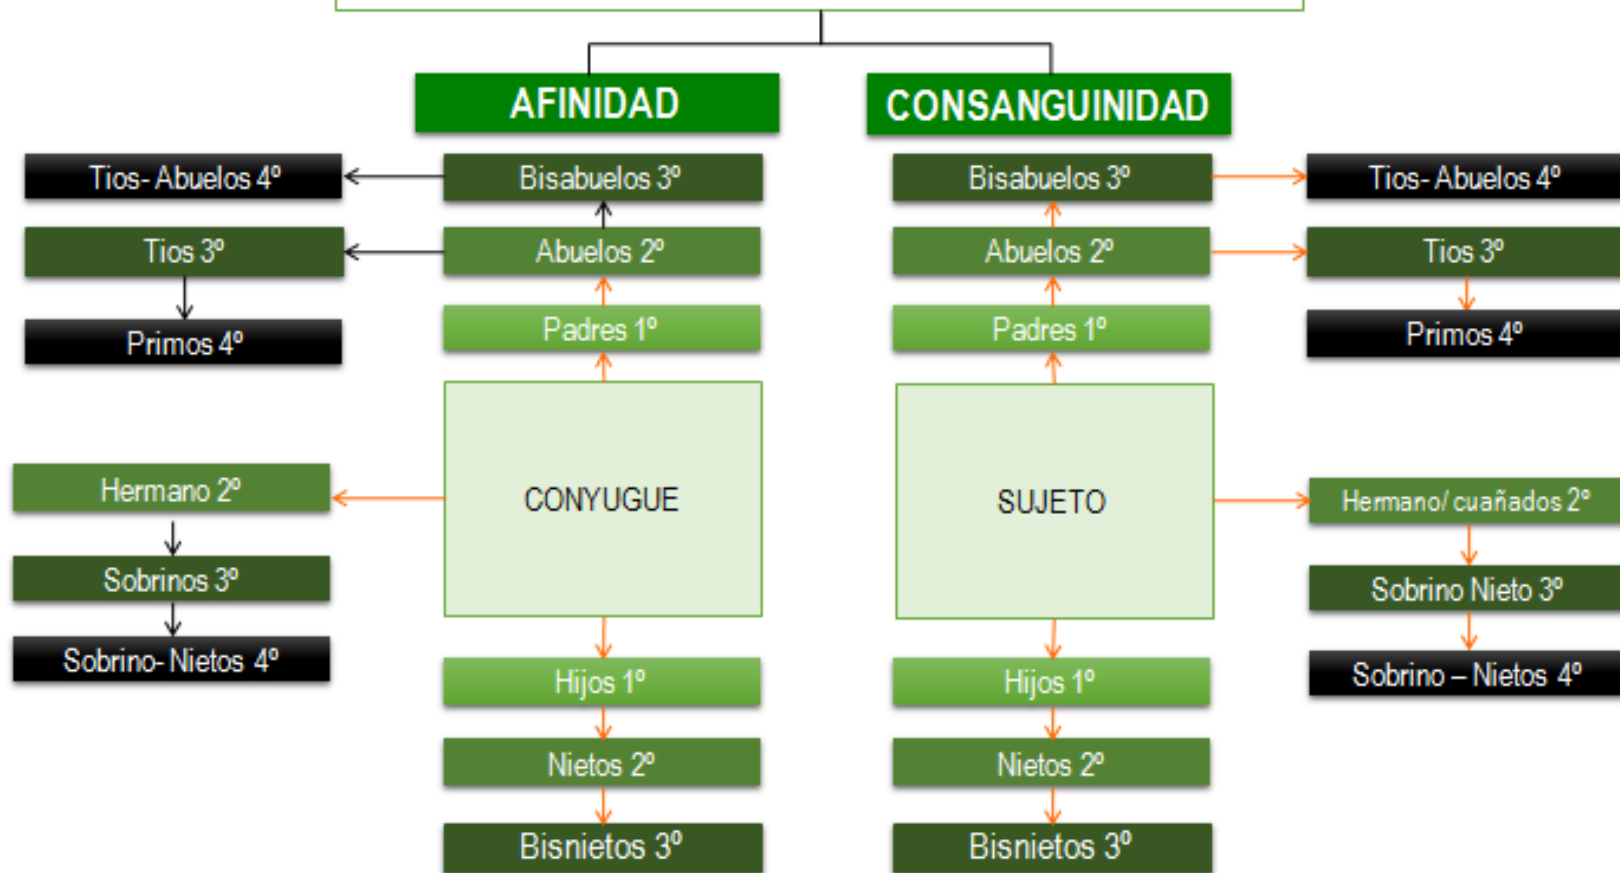 AFINIDAD
CONSANGUINIDAD
Tios- Abuelos 4º
Bisabuelos 3º
Bisabuelos 3º
Tios- Abuelos 4º
Tios 3º
Abuelos 2º
Abuelos 2º
Tios 3º
Primos 4º
Padres 1º
Padres 1º
Primos 4º
Hermano 2º
CONYUGUE
SUJETO
Hermano/ cuañados 2º
Sobrinos 3º
Sobrino Nieto 3º
Sobrino- Nietos 4º
Hijos 1º
Hijos 1º
Sobrino – Nietos 4º
Nietos 2º
Nietos 2º
Bisnietos 3º
Bisnietos 3º